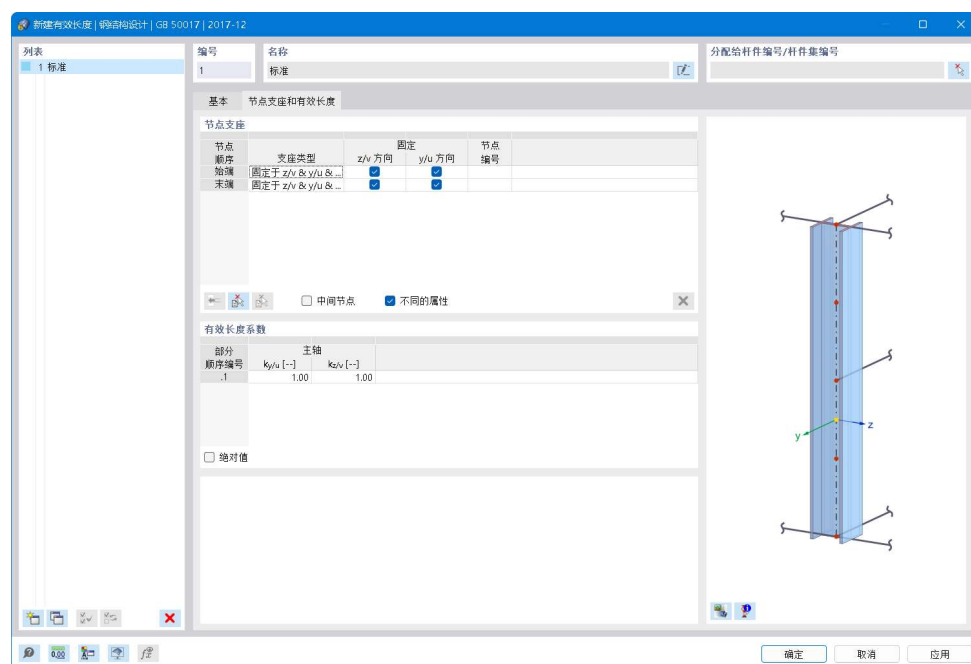 新建有效长度 | 钢结构设计 | GB 50017 | 2017-12
列表
1 标准
编号
1
名称
标准
分配给杆件编号/杆件集编号
基本
节点支座和有效长度
节点支座
节点 固定 节点
顺序 支座类型 z/v 方向 y/u 方向 编号
始端 固定于 z/v & y/u & ...
末端 固定于 z/v & y/u & ...
中间节点
不同的属性
有效长度系数
部分 主轴
顺序编号 ky/u [--] kz/v [--]
.1 1.00 1.00
绝对值
y
z
0,00
确定
取消
应用